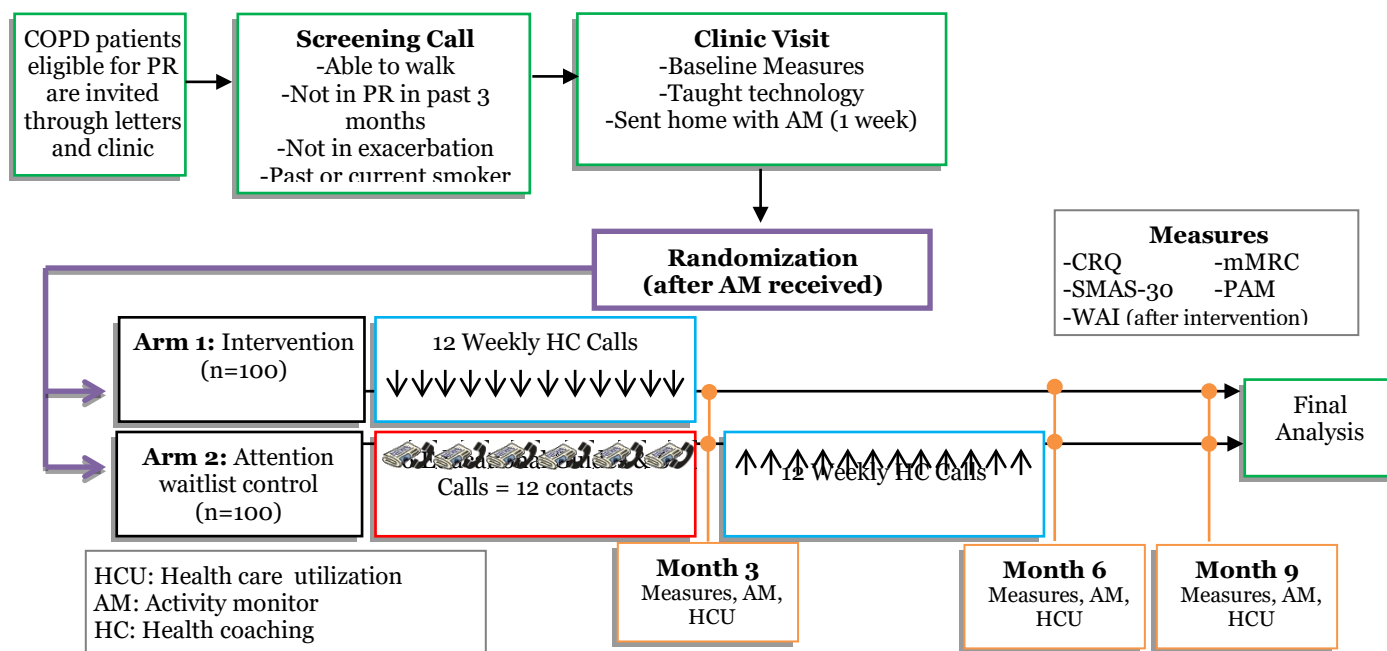 COPD patients
eligible for PR
are invited
through letters
and clinic
Screening Call
-Able to walk
-Not in PR in past 3
months
-Not in exacerbation
-Past or current smoker
Clinic Visit
-Baseline Measures
-Taught technology
-Sent home with AM (1 week)
Randomization
(after AM received)
Measures
-CRQ -mMRC
-SMAS-30 -PAM
-WAI (after intervention)
Arm 1: Intervention
(n=100)
12 Weekly HC Calls
Final
Analysis
Arm 2: Attention
waitlist control
(n=100)
Calls = 12 contacts
12 Weekly HC Calls
HCU: Health care utilization
AM: Activity monitor
HC: Health coaching
Month 3
Measures, AM,
HCU
Month 6
Measures, AM,
HCU
Month 9
Measures, AM,
HCU